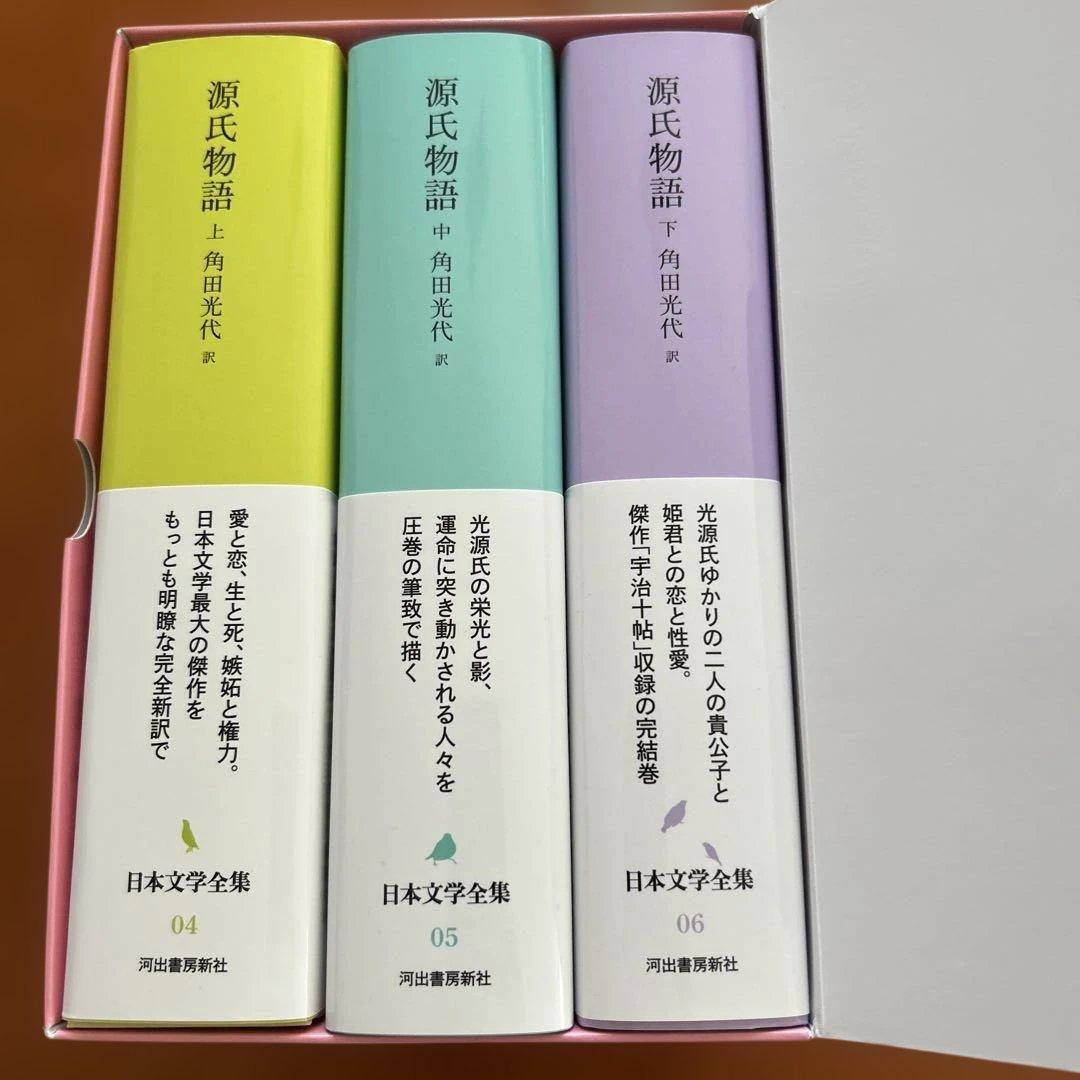 源氏物語 上 角田光代 訳
愛と恋、生と死、嫉妬と権力。
日本文学最大の傑作を
もっとも明瞭な完全新訳で
日本文学全集
04
河出書房新社
源氏物語 中 角田光代 訳
光源氏の栄光と影、
運命に突き動かされる人々を
圧巻の筆致で描く
日本文学全集
05
河出書房新社
源氏物語 下 角田光代 訳
光源氏ゆかりの二人の貴公子と
姫君との恋と性愛。
傑作「宇治十帖」収録の完結巻
日本文学全集
06
河出書房新社